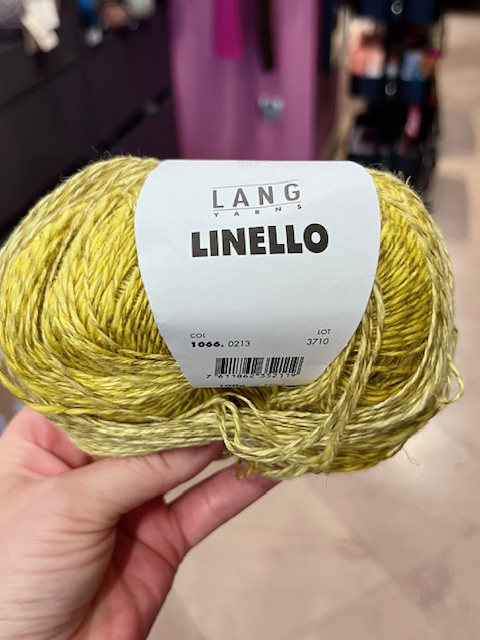 LANG
YARNS
LINELLO
COL
1066. 0213
LOT
3710